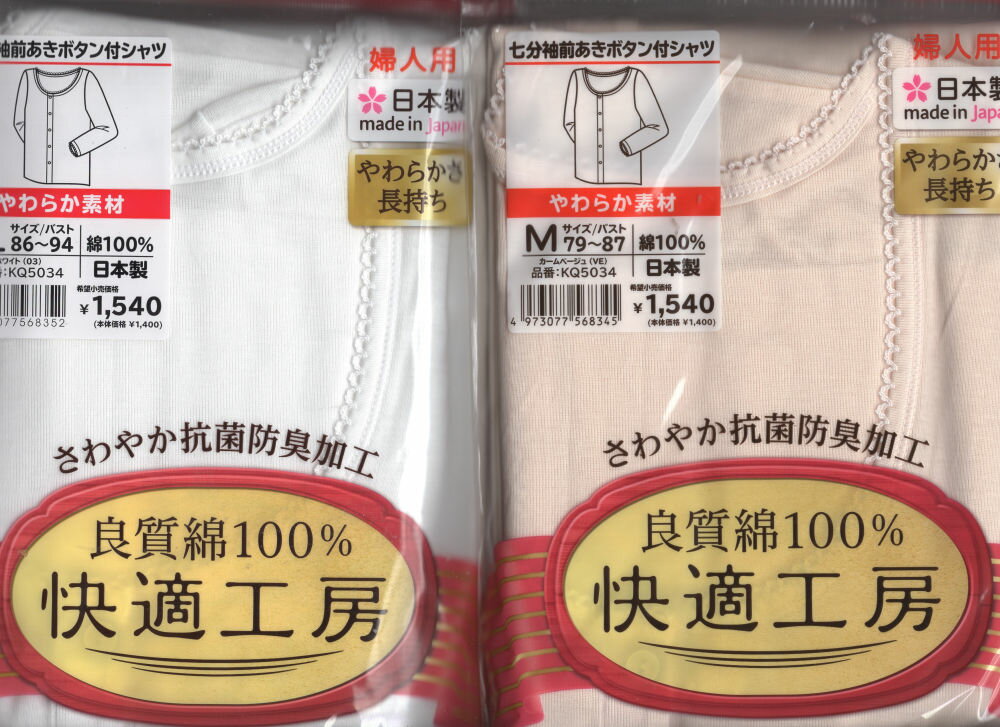 袖前あきボタン付シャツ
やわらか素材
L サイズ/バスト 86~94
綿100%
ホワイト(03)
番:KQ5034
日本製
希望小売価格
¥1,540
(本体価格 ¥1,400)
077568352
婦人用
日本製
made in Japan
やわらかさ
長持ち
さわやか抗菌防臭加工
良質綿100%
快適工房
七分袖前あきボタン付シャツ
やわらか素材
M サイズ/バスト 79~87
綿100%
カームベージュ(VE)
品番:KQ5034
日本製
希望小売価格
¥1,540
(本体価格 ¥1,400)
4 973077 568345
婦人用
日本製
made in Japa
やわらかさ
長持ち
さわやか抗菌防臭加工
良質綿100%
快適工房